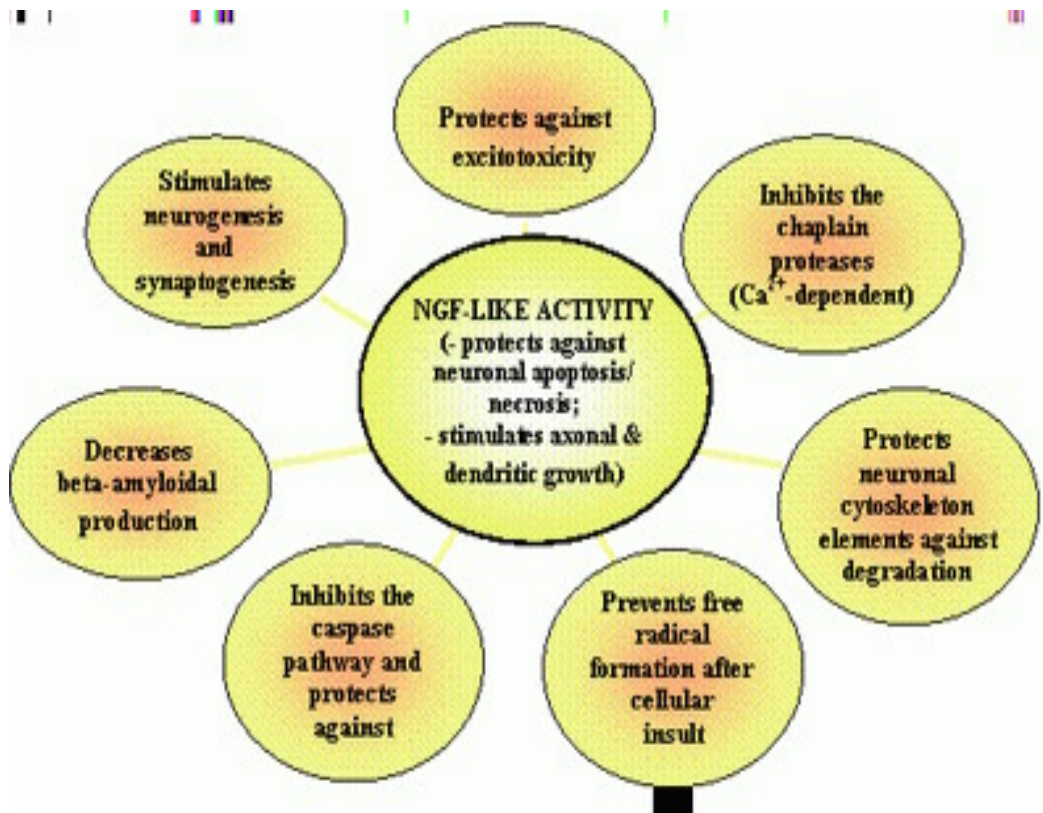 Protects against
excitotoxicity
Stimulates
neurogenesis
and
synaptogenesis
Inhibits the
chaplain
proteases
(Ca²⁺-dependent)
NGF-LIKE ACTIVITY
(- protects against
neuronal apoptosis/
necrosis;
- stimulates axonal &
dendritic growth)
Decreases
beta-amyloidal
production
Protects
neuronal
cytoskeleton
elements against
degradation
Inhibits the
caspase
pathway and
protects
against
Prevents free
radical
formation after
cellular
insult